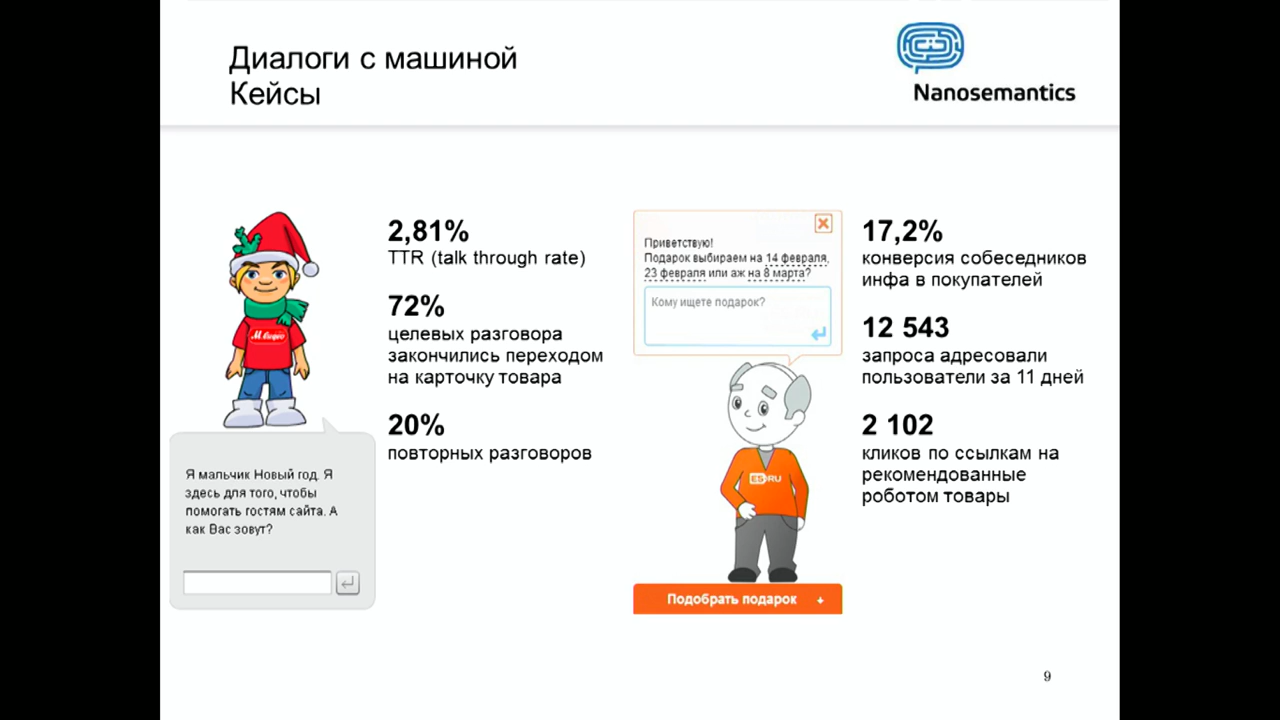 Диалоги с машиной
Кейсы
Nanosemantics
М.видео
Я мальчик Новый год. Я
здесь для того, чтобы
помогать гостям сайта. А
как Вас зовут?
2,81%
TTR (talk through rate)
72%
целевых разговора
закончились переходом
на карточку товара
20%
повторных разговоров
Приветствую!
Подарок выбираем на 14 февраля,
23 февраля или аж на 8 марта?
Кому ищете подарок?
E5.RU
Подобрать подарок +
17,2%
конверсия собеседников
инфа в покупателей
12 543
запроса адресовали
пользователи за 11 дней
2 102
кликов по ссылкам на
рекомендованные
роботом товары
9